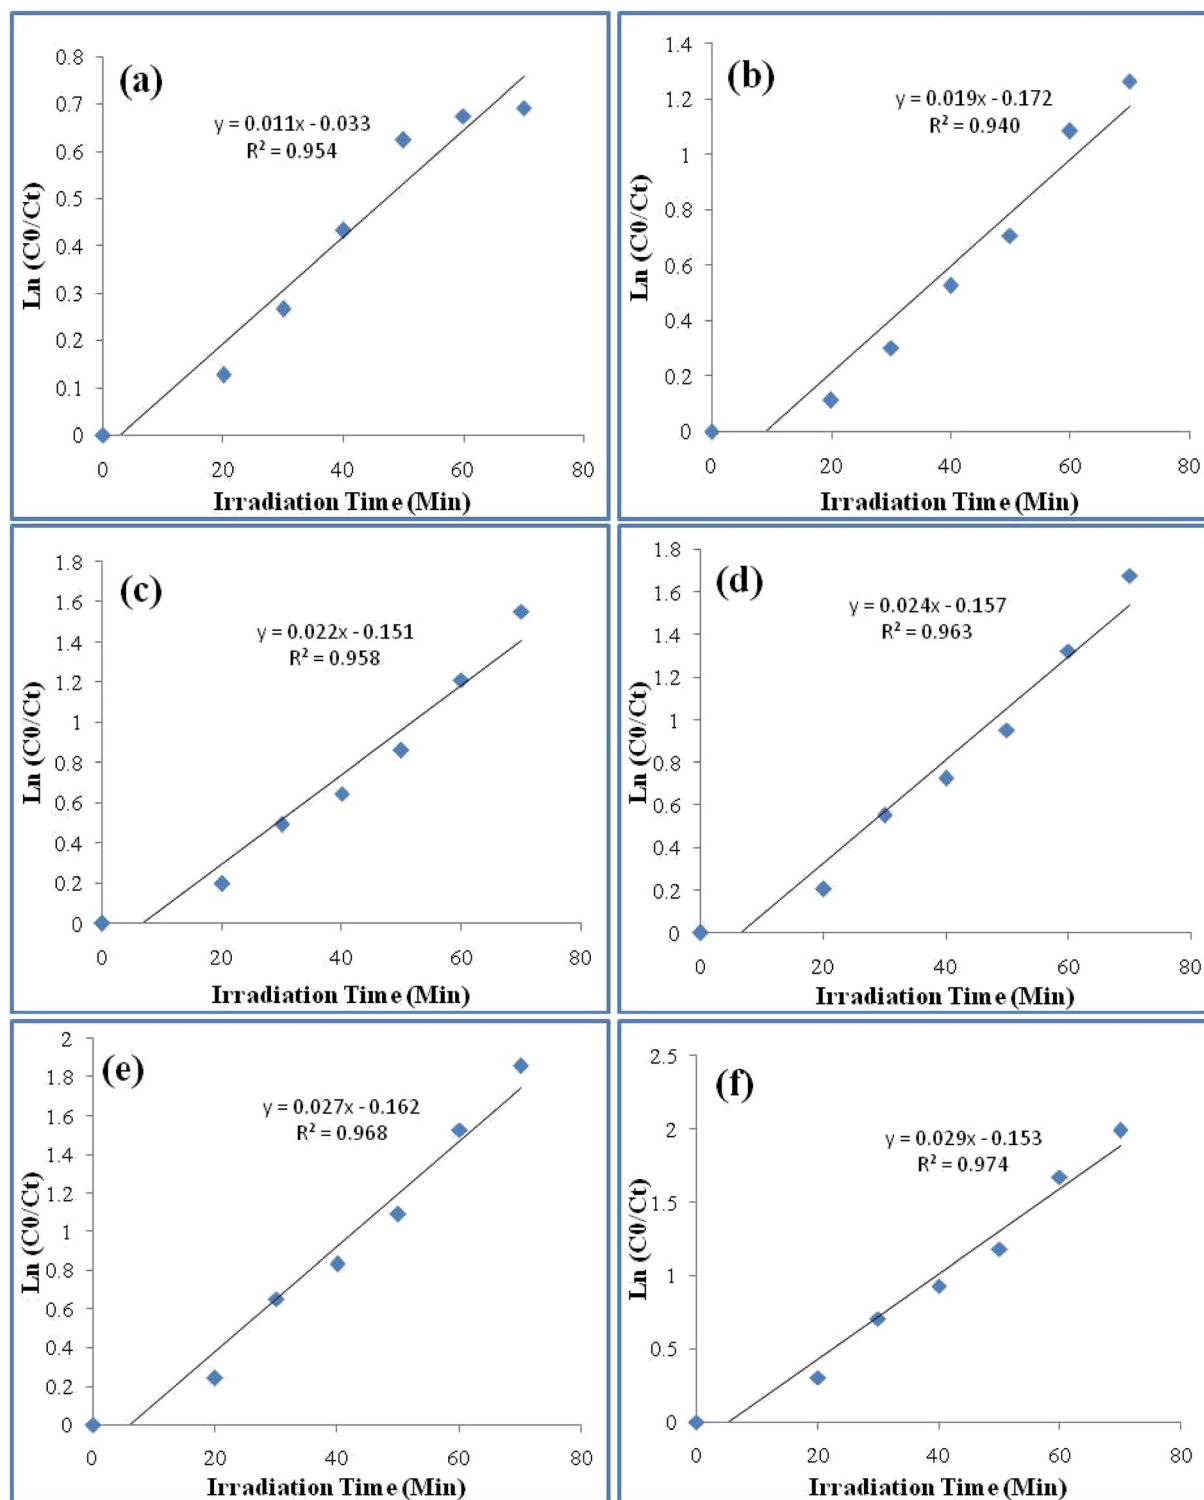 (a)
y = 0.011x - 0.033
R² = 0.954
Ln (C0/Ct)
0.8
0.7
0.6
0.5
0.4
0.3
0.2
0.1
0
0 20 40 60 80
Irradiation Time (Min)
(b)
y = 0.019x - 0.172
R² = 0.940
Ln (C0/Ct)
1.4
1.2
1
0.8
0.6
0.4
0.2
0
0 20 40 60 80
Irradiation Time (Min)
(c)
y = 0.022x - 0.151
R² = 0.958
Ln (C0/Ct)
1.8
1.6
1.4
1.2
1
0.8
0.6
0.4
0.2
0
0 20 40 60 80
Irradiation Time (Min)
(d)
y = 0.024x - 0.157
R² = 0.963
Ln (C0/Ct)
1.8
1.6
1.4
1.2
1
0.8
0.6
0.4
0.2
0
0 20 40 60 80
Irradiation Time (Min)
(e)
y = 0.027x - 0.162
R² = 0.968
Ln (C0/Ct)
2
1.8
1.6
1.4
1.2
1
0.8
0.6
0.4
0.2
0
0 20 40 60 80
Irradiation Time (Min)
(f)
y = 0.029x - 0.153
R² = 0.974
Ln (C0/Ct)
2.5
2
1.5
1
0.5
0
0 20 40 60 80
Irradiation Time (Min)